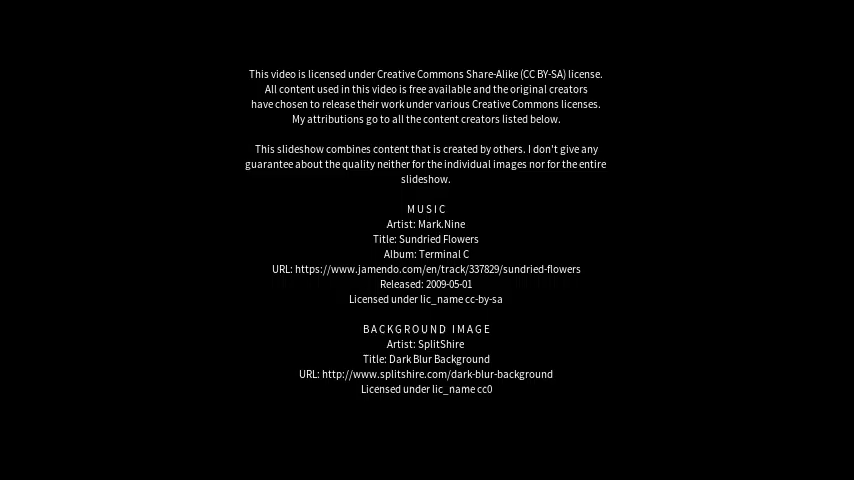 This video is licensed under Creative Commons Share-Alike (CC BY-SA) license.
All content used in this video is free available and the original creators
have chosen to release their work under various Creative Commons licenses.
My attributions go to all the content creators listed below.
This slideshow combines content that is created by others. I don't give any
guarantee about the quality neither for the individual images nor for the entire
slideshow.
MUSIC
Artist: Mark.Nine
Title: Sundried Flowers
Album: Terminal C
URL: https://www.jamendo.com/en/track/337829/sundried-flowers
Released: 2009-05-01
Licensed under lic_name cc-by-sa
BACKGROUND IMAGE
Artist: SplitShire
Title: Dark Blur Background
URL: http://www.splitshire.com/dark-blur-background
Licensed under lic_name cc0